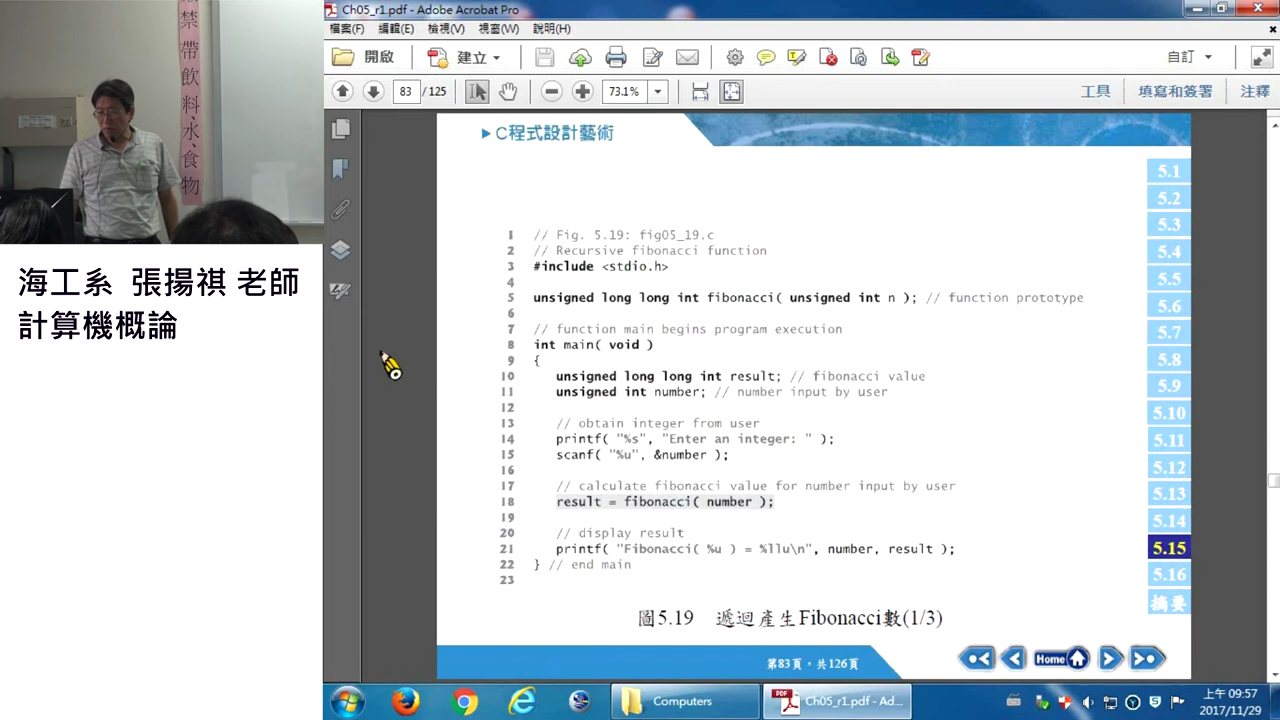 禁帶飲料、水、食物
海工系 張揚祺 老師
計算機概論
Ch05_r1.pdf - Adobe Acrobat Pro
檔案(F) 編輯(E) 檢視(V) 視窗(W) 說明(H)
開啟 建立 自訂
83 / 125 73.1% 工具 填寫和簽署 注釋
C程式設計藝術
1 // Fig. 5.19: fig05_19.c
2 // Recursive fibonacci function
3 #include <stdio.h>
4
5 unsigned long long int fibonacci( unsigned int n ); // function prototype
6
7 // function main begins program execution
8 int main( void )
9 {
10 unsigned long long int result; // fibonacci value
11 unsigned int number; // number input by user
12
13 // obtain integer from user
14 printf( "%s", "Enter an integer: " );
15 scanf( "%u", &number );
16
17 // calculate fibonacci value for number input by user
18 result = fibonacci( number );
19
20 // display result
21 printf( "Fibonacci( %u ) = %llu\n", number, result );
22 } // end main
23
圖5.19 遞迴產生Fibonacci數(1/3)
5.1
5.2
5.3
5.4
5.5
5.6
5.7
5.8
5.9
5.10
5.11
5.12
5.13
5.14
5.15
5.16
摘要
第83頁，共126頁
Home
Computers
Ch05_r1.pdf - Ad...
上午 09:57
2017/11/29